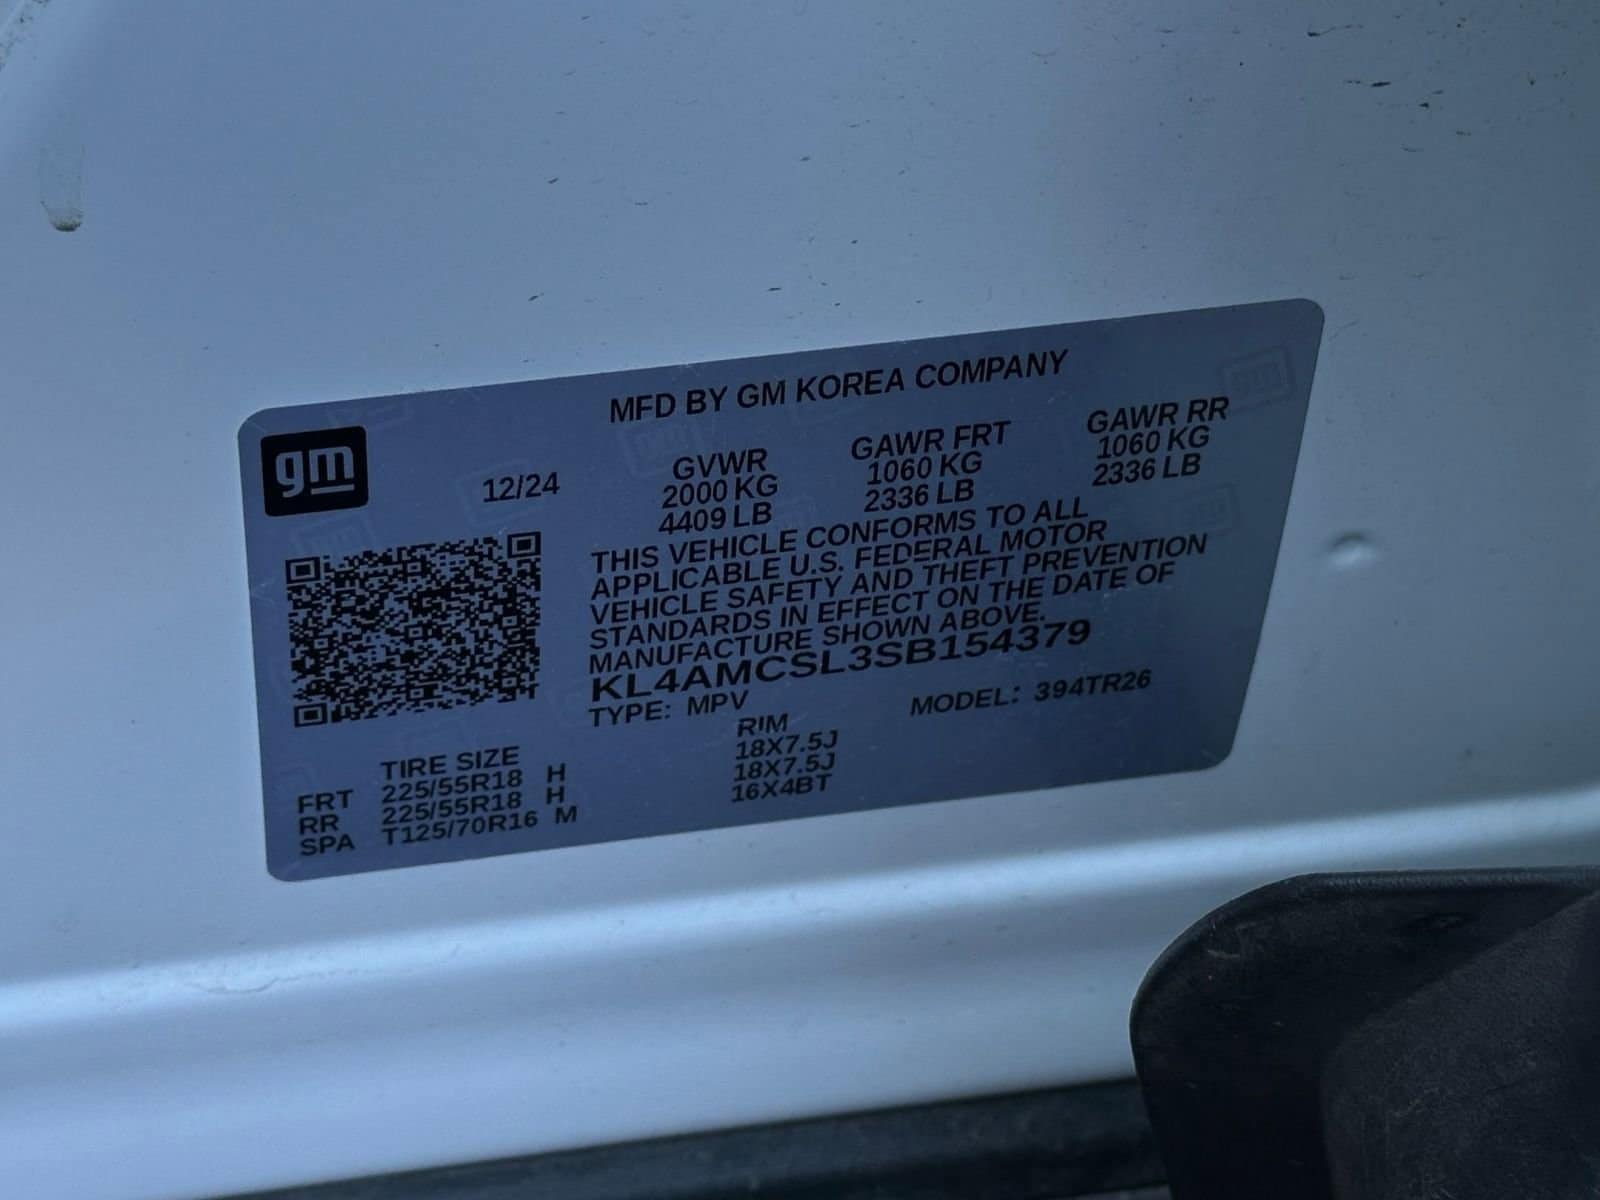 MFD BY GM KOREA COMPANY
gm
12/24
GVWR GAWR FRT GAWR RR
2000 KG 1060 KG 1060 KG
4409 LB 2336 LB 2336 LB
THIS VEHICLE CONFORMS TO ALL
APPLICABLE U.S. FEDERAL MOTOR
VEHICLE SAFETY AND THEFT PREVENTION
STANDARDS IN EFFECT ON THE DATE OF
MANUFACTURE SHOWN ABOVE.
KL4AMCSL3SB154379
TYPE: MPV MODEL: 394TR26
TIRE SIZE RIM
FRT 225/55R18 H 18X7.5J
RR 225/55R18 H 18X7.5J
SPA T125/70R16 M 16X4BT